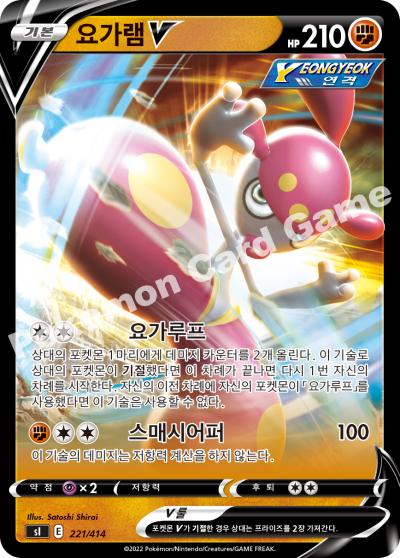 기본 요가램 V HP 210
YEONGYEOK
연격
Pokémon Card Game
요가루프
상대의 포켓몬 1마리에게 데미지 카운터를 2개 올린다. 이 기술로
상대의 포켓몬이 기절했다면 이 차례가 끝나면 다시 1번 자신의
차례를 시작한다. 자신의 이전 차례에 자신의 포켓몬이 「요가루프」를
사용했다면 이 기술은 사용할 수 없다.
스매시어퍼 100
이 기술의 데미지는 저항력 계산을 하지 않는다.
약점 ×2 저항력 후퇴
Illus. Satoshi Shirai
V룰
sI E 221/414
포켓몬 V가 기절한 경우 상대는 프라이즈를 2장 가져간다.
©2022 Pokémon/Nintendo/Creatures/GAME FREAK.